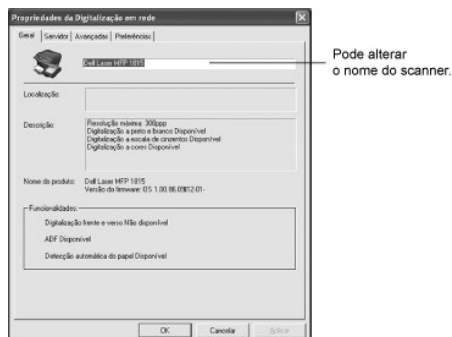 Propriedades da Digitalização em rede
Geral Servidor Avançadas Preferências
Dell Laser MFP 1815
Pode alterar
o nome do scanner.
Localização:
Descrição:
Resolução máxima: 300ppp
Digitalização a preto e branco Disponível
Digitalização a escala de cinzentos Disponível
Digitalização a cores Disponível
Nome do produto: Dell Laser MFP 1815
Versão do firmware: OS 1.00.86.09M12-01-
Funcionalidades:
Digitalização frente e verso Não disponível
ADF Disponível
Detecção automática do papel Disponível
OK Cancelar Aplicar